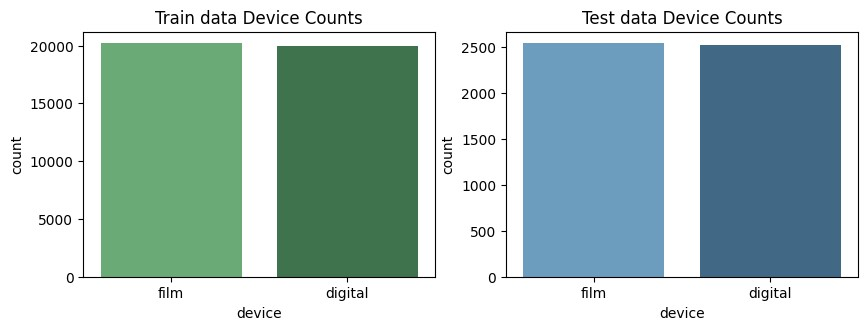 Train data Device Counts
20000
15000
10000
5000
0
count
film
digital
device
Test data Device Counts
2500
2000
1500
1000
500
0
count
film
digital
device